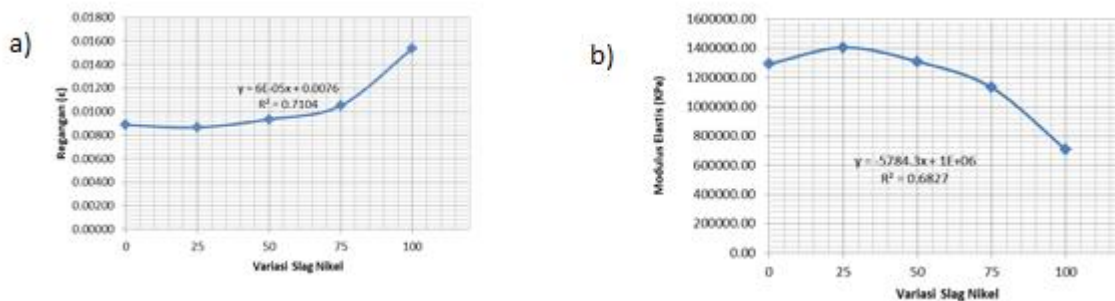 a)
0.01800
0.01600
0.01400
0.01200
0.01000
0.00800
0.00600
0.00400
0.00200
0.00000
Regangan (ε)
y = 6E-05x + 0.0076
R² = 0.7104
0 25 50 75 100
Variasi Slag Nikel
b)
1600000.00
1400000.00
1200000.00
1000000.00
800000.00
600000.00
400000.00
200000.00
0.00
Modulus Elastis (KPa)
y = -5784.3x + 1E+06
R² = 0.6827
0 25 50 75 100
Variasi Slag Nikel